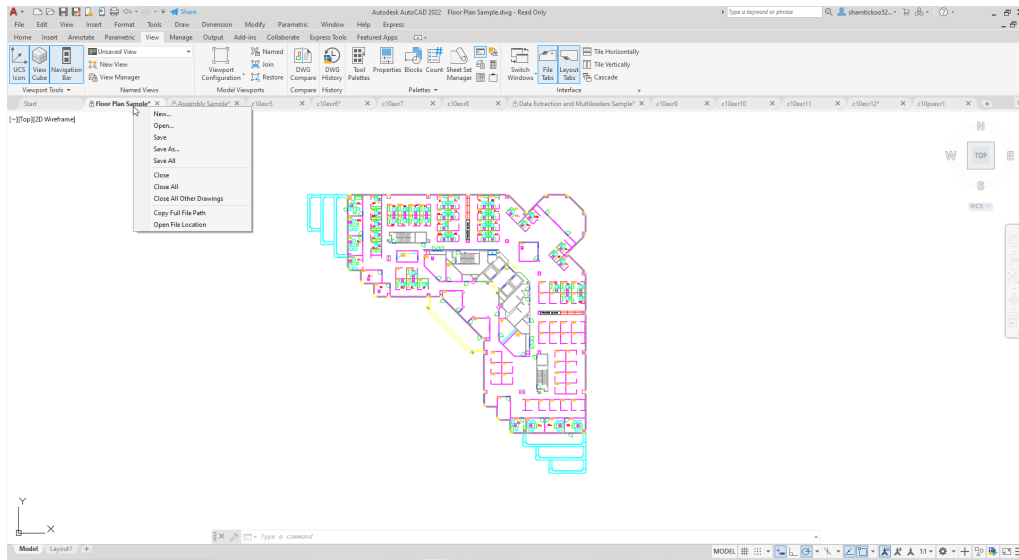 Share Autodesk AutoCAD 2022 Floor Plan Sample.dwg - Read Only Type a keyword or phrase shamtickoo52...
File Edit View Insert Format Tools Draw Dimension Modify Parametric Window Help Express
Home Insert Annotate Parametric View Manage Output Add-ins Collaborate Express Tools Featured Apps
UCS Icon
View Cube
Navigation Bar
Viewport Tools
Unsaved View
New View
View Manager
Named Views
Viewport Configuration
Named
Join
Restore
Model Viewports
DWG Compare
Compare
DWG History
History
Tool Palettes
Properties
Blocks
Count
Sheet Set Manager
Palettes
Switch Windows
File Tabs
Layout Tabs
Tile Horizontally
Tile Vertically
Cascade
Interface
Start Floor Plan Sample* Assembly Sample* c10exr5 c10exr6* c10exr7 c10exr8 Data Extraction and Multileaders Sample* c10exr9 c10exr10 c10exr11 c10exr12* c10psexr1
[-][Top][2D Wireframe]
New...
Open...
Save
Save As...
Save All
Close
Close All
Close All Other Drawings
Copy Full File Path
Open File Location
N
W TOP E
S
WCS
Y
X
Type a command
Model Layout1 +
MODEL 1:1